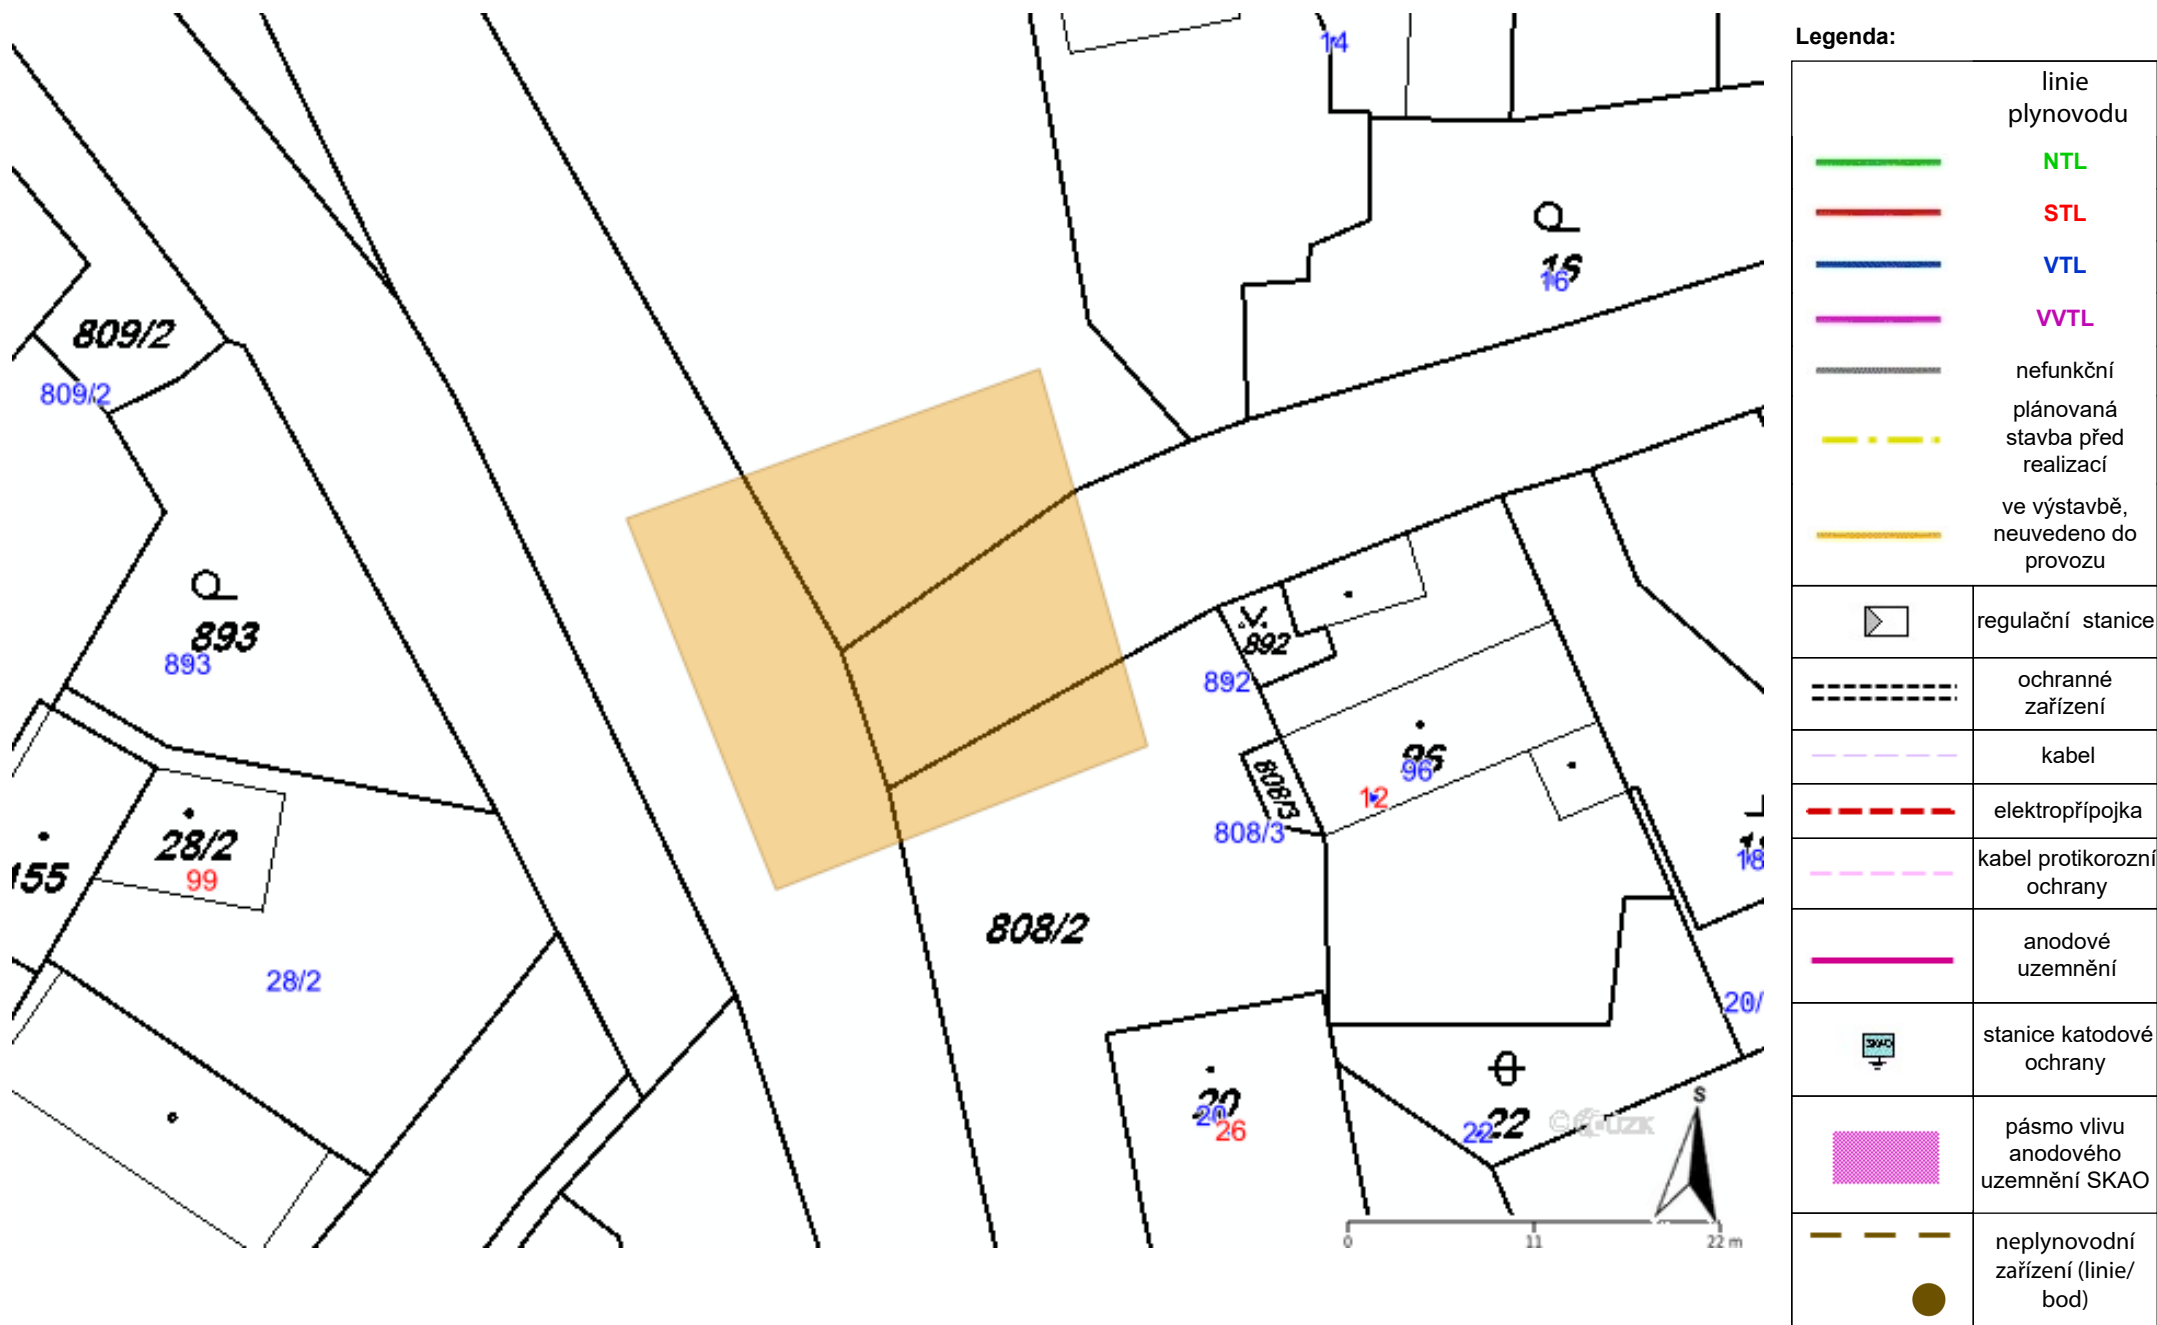 14
16
16
809/2
809/2
893
893
892
892
96
96
12
808/3
808/3
28/2
99
155
28/2
808/2
18
20/
20
20
26
22
22
S
0 11 22 m
Legenda:
linie
plynovodu
NTL
STL
VTL
VVTL
nefunkční
plánovaná
stavba před
realizací
ve výstavbě,
neuvedeno do
provozu
regulační stanice
ochranné
zařízení
kabel
elektropřípojka
kabel protikorozní
ochrany
anodové
uzemnění
SKAO
stanice katodové
ochrany
pásmo vlivu
anodového
uzemnění SKAO
neplynovodní
zařízení (linie/
bod)